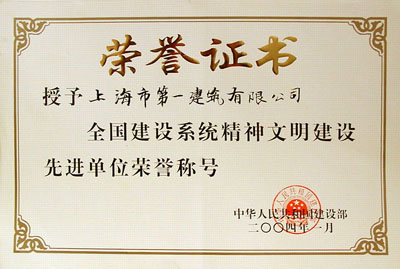 荣誉证书
授予上海市第一建筑有限公司
全国建设系统精神文明建设
先进单位荣誉称号
中华人民共和国建设部
二〇〇四年一月